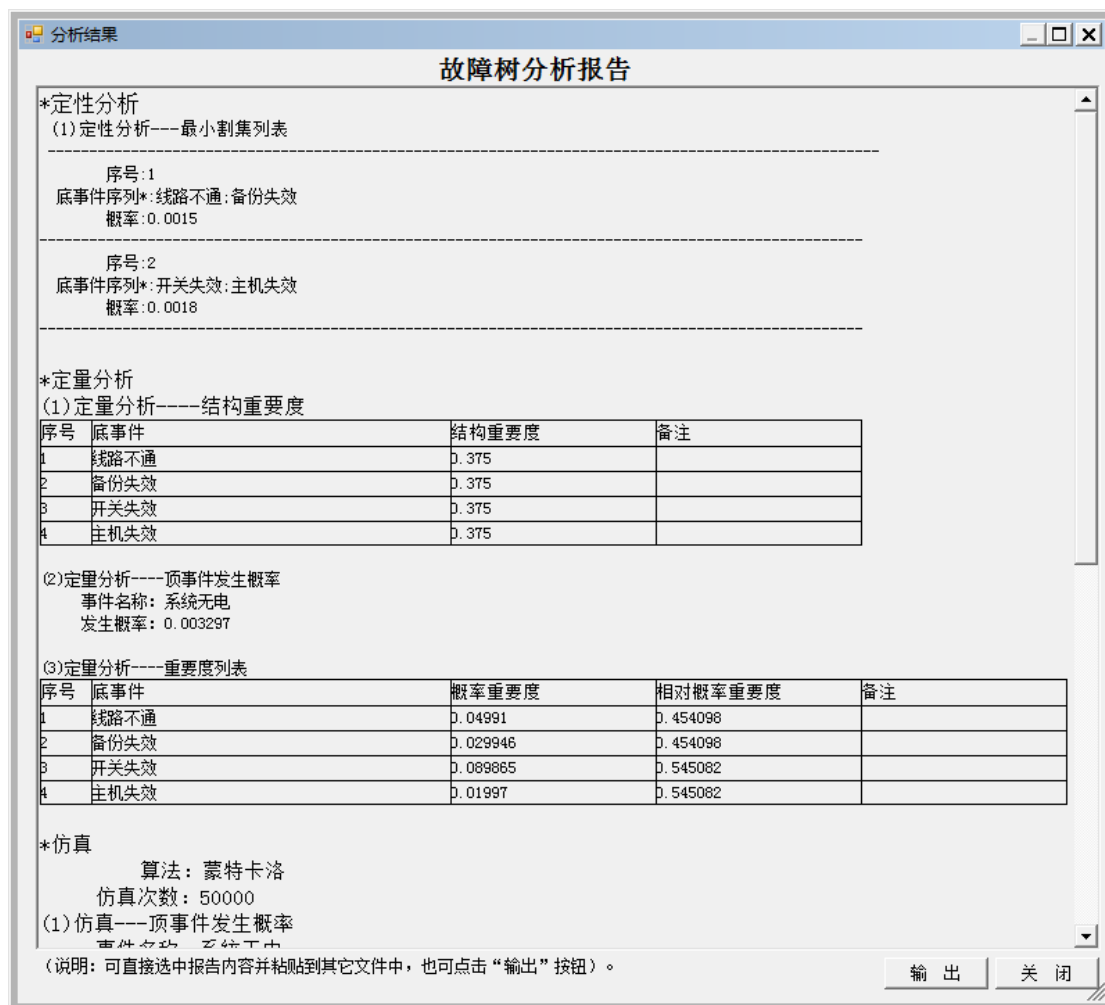 分析结果
故障树分析报告
*定性分析
(1)定性分析---最小割集列表
序号:1
底事件序列*:线路不通;备份失效
概率:0.0015
序号:2
底事件序列*:开关失效;主机失效
概率:0.0018
*定量分析
(1)定量分析----结构重要度
序号 底事件 结构重要度 备注
1 线路不通 0.375
2 备份失效 0.375
3 开关失效 0.375
4 主机失效 0.375
(2)定量分析----顶事件发生概率
事件名称: 系统无电
发生概率: 0.003297
(3)定量分析----重要度列表
序号 底事件 概率重要度 相对概率重要度 备注
1 线路不通 0.04991 0.454098
2 备份失效 0.029946 0.454098
3 开关失效 0.089865 0.545082
4 主机失效 0.01997 0.545082
*仿真
算法: 蒙特卡洛
仿真次数: 50000
(1)仿真---顶事件发生概率
事件名称 系统无电
(说明: 可直接选中报告内容并粘贴到其它文件中，也可点击“输出”按钮)。
输 出 关 闭